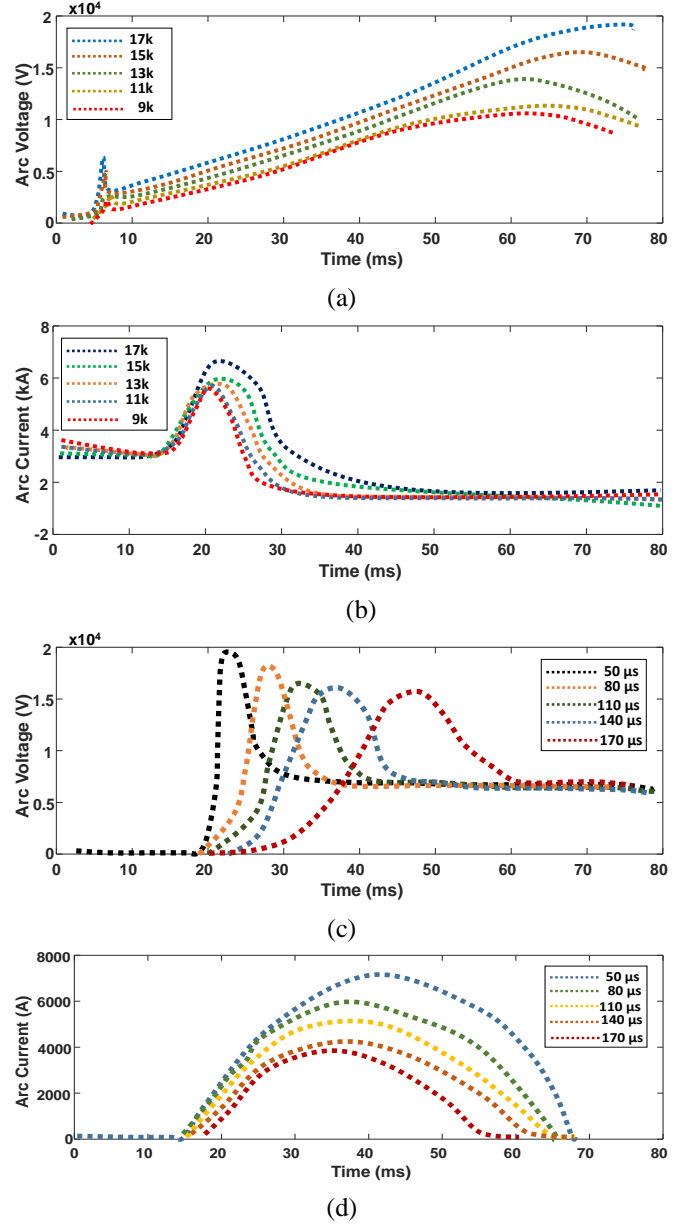 x10⁴
2
1.5
1
0.5
0
Arc Voltage (V)
17k
15k
13k
11k
9k
0 10 20 30 40 50 60 70 80
Time (ms)
(a)
8
6
4
2
-2
Arc Current (kA)
17k
15k
13k
11k
9k
0 10 20 30 40 50 60 70 80
Time (ms)
(b)
x10⁴
2
1.5
1
0.5
0
Arc Voltage (V)
50 µs
80 µs
110 µs
140 µs
170 µs
0 10 20 30 40 50 60 70 80
Time (ms)
(c)
8000
6000
4000
2000
0
Arc Current (A)
50 µs
80 µs
110 µs
140 µs
170 µs
0 10 20 30 40 50 60 70 80
Time (ms)
(d)